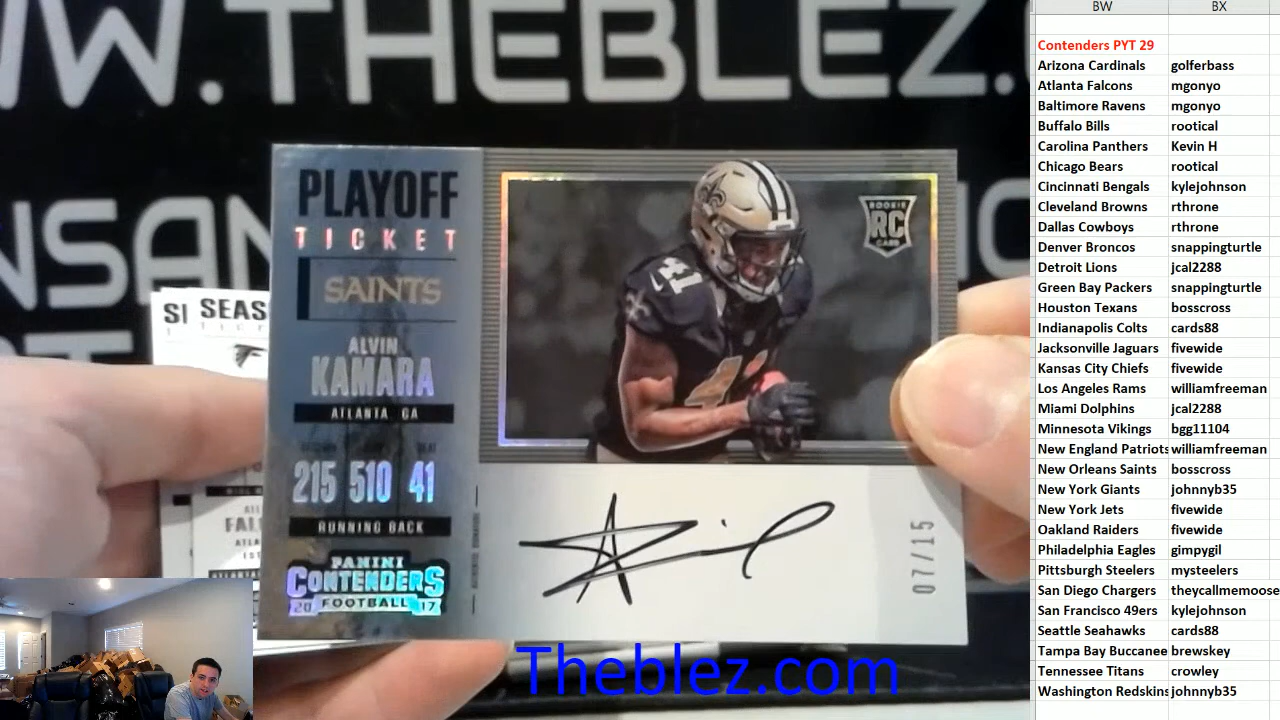 WW.THEBLEZ.
NSAN
PLAYOFF
TICKET
SAINTS
ALVIN
KAMARA
ATLANTA, GA
215 510 41
RUNNING BACK
PANINI
CONTENDERS
20 FOOTBALL 17
ROOKIE
RC
CARD
41
07/15
SEAS
FAL
Theblez.com
BW BX
Contenders PYT 29
Arizona Cardinals golferbass
Atlanta Falcons mgonyo
Baltimore Ravens mgonyo
Buffalo Bills rootical
Carolina Panthers Kevin H
Chicago Bears rootical
Cincinnati Bengals kylejohnson
Cleveland Browns rthrone
Dallas Cowboys rthrone
Denver Broncos snappingturtle
Detroit Lions jcal2288
Green Bay Packers snappingturtle
Houston Texans bosscross
Indianapolis Colts cards88
Jacksonville Jaguars fivewide
Kansas City Chiefs fivewide
Los Angeles Rams williamfreeman
Miami Dolphins jcal2288
Minnesota Vikings bgg11104
New England Patriots williamfreeman
New Orleans Saints bosscross
New York Giants johnnyb35
New York Jets fivewide
Oakland Raiders fivewide
Philadelphia Eagles gimpygil
Pittsburgh Steelers mysteelers
San Diego Chargers theycallmemoose
San Francisco 49ers kylejohnson
Seattle Seahawks cards88
Tampa Bay Buccanee brewskey
Tennessee Titans crowley
Washington Redskins johnnyb35